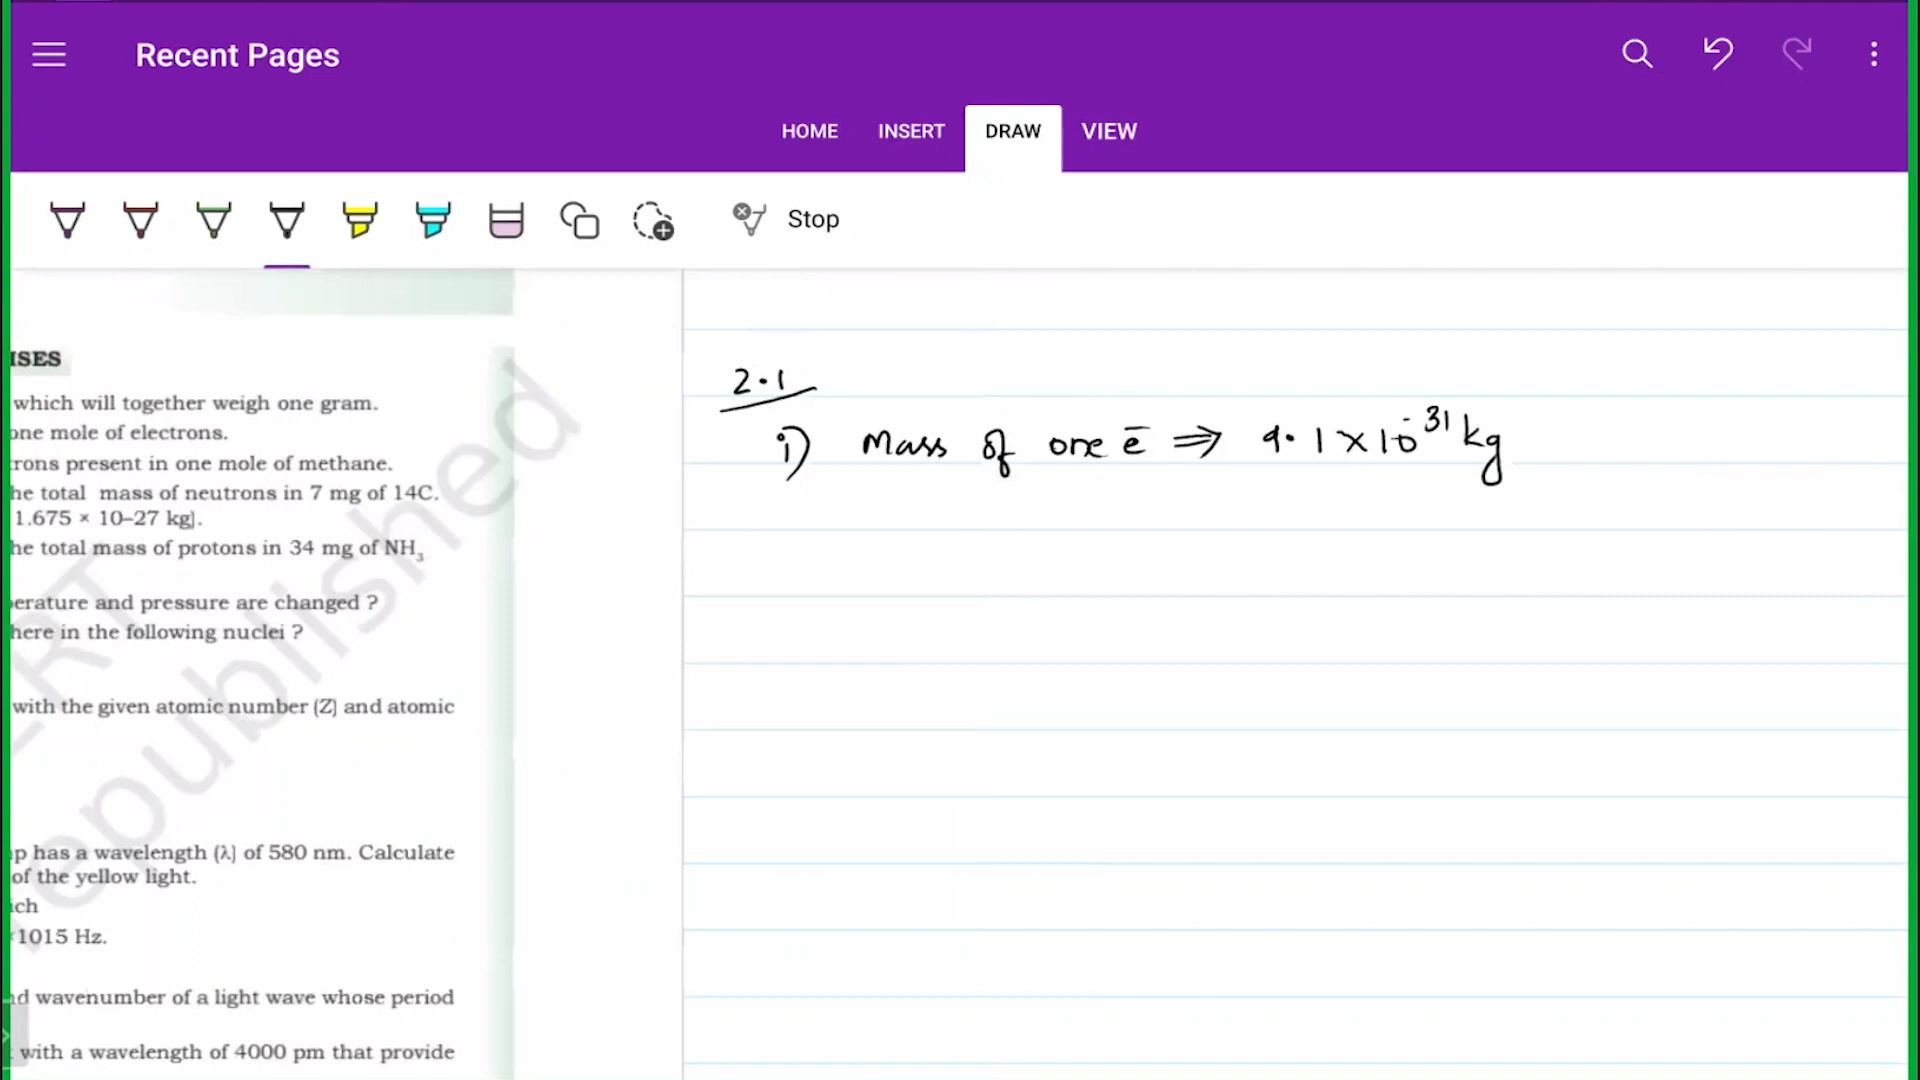 Recent Pages
HOME INSERT DRAW VIEW
Stop
ISES
which will together weigh one gram.
one mole of electrons.
trons present in one mole of methane.
he total mass of neutrons in 7 mg of 14C.
1.675 × 10–27 kg).
he total mass of protons in 34 mg of NH₃
perature and pressure are changed ?
here in the following nuclei ?
with the given atomic number (Z) and atomic
p has a wavelength (λ) of 580 nm. Calculate
of the yellow light.
ich
1015 Hz.
nd wavenumber of a light wave whose period
with a wavelength of 4000 pm that provide
republished
2.1
i) Mass of one e⁻ ⇒ 9.1 × 10⁻³¹ kg